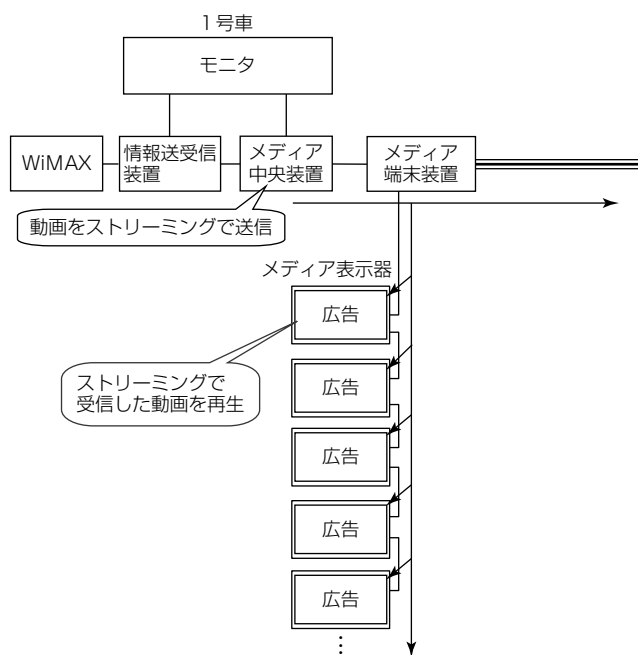 1号車
モニタ
WiMAX
情報送受信
装置
メディア
中央装置
メディア
端末装置
動画をストリーミングで送信
メディア表示器
広告
ストリーミングで
受信した動画を再生
広告
広告
広告
広告